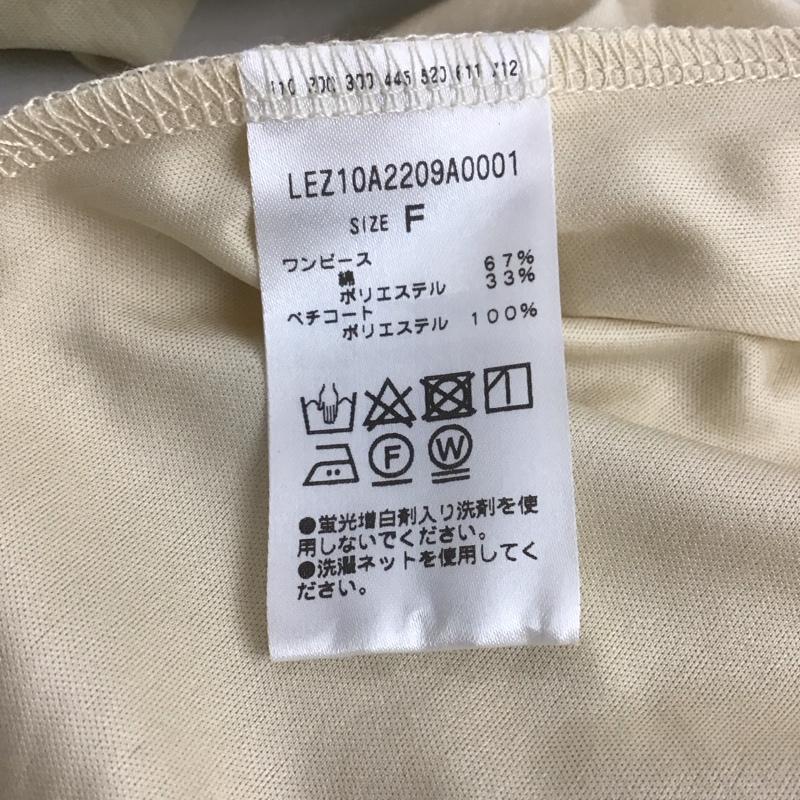 110 200 300 445 520 611 712
LEZ10A2209A0001
SIZE F
ワンピース
綿 67%
ポリエステル 33%
ペチコート
ポリエステル 100%
F W
●蛍光増白剤入り洗剤を使
用しないでください。
●洗濯ネットを使用してく
ださい。